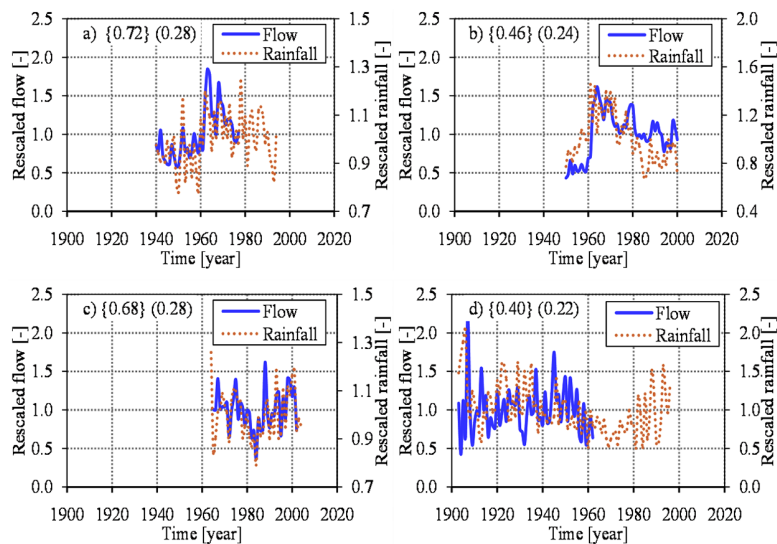 a) {0.72} (0.28)
Flow
Rainfall
Rescaled flow [-]
2.5
2.0
1.5
1.0
0.5
0.0
1.5
1.3
1.1
0.9
0.7
Rescaled rainfall [-]
1900 1920 1940 1960 1980 2000 2020
Time [year]
b) {0.46} (0.24)
Flow
Rainfall
Rescaled flow [-]
2.5
2.0
1.5
1.0
0.5
0.0
2.0
1.6
1.2
0.8
0.4
Rescaled rainfall [-]
1900 1920 1940 1960 1980 2000 2020
Time [year]
c) {0.68} (0.28)
Flow
Rainfall
Rescaled flow [-]
2.5
2.0
1.5
1.0
0.5
0.0
1.5
1.3
1.1
0.9
0.7
Rescaled rainfall [-]
1900 1920 1940 1960 1980 2000 2020
Time [year]
d) {0.40} (0.22)
Flow
Rainfall
Rescaled flow [-]
2.5
2.0
1.5
1.0
0.5
0.0
2.5
2.0
1.5
1.0
0.5
0.0
Rescaled rainfall [-]
1900 1920 1940 1960 1980 2000 2020
Time [year]